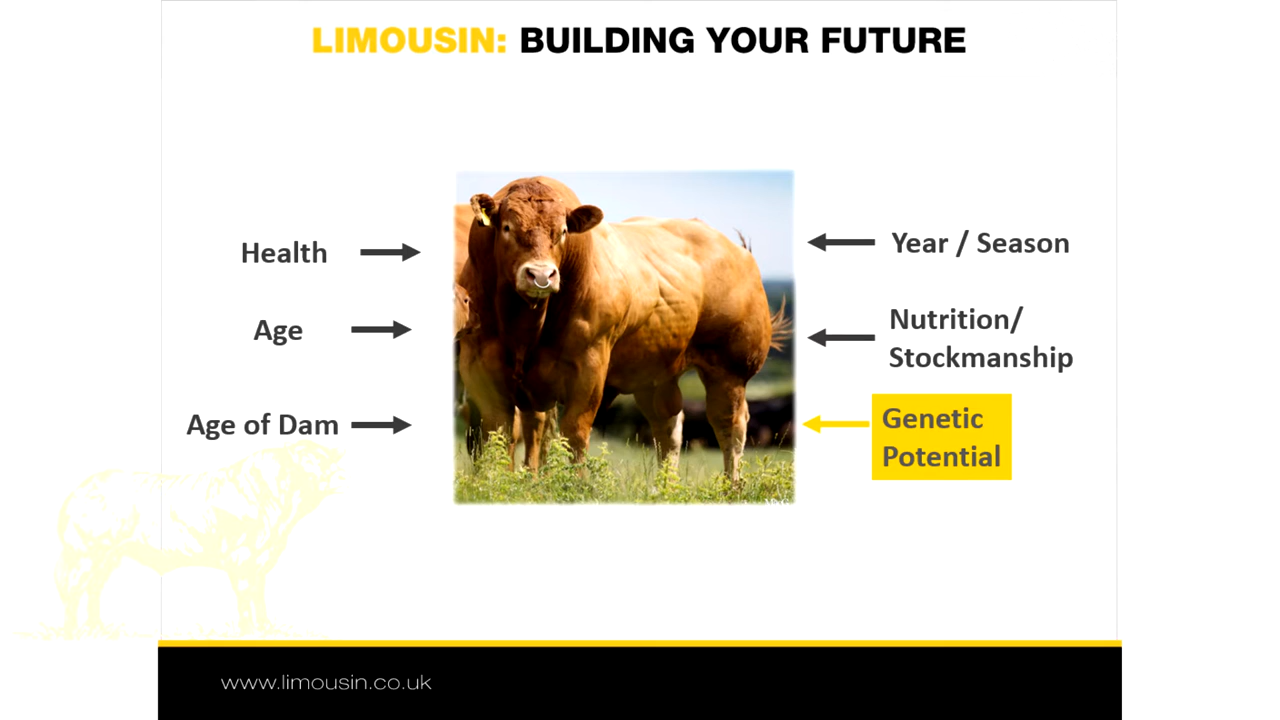 LIMOUSIN: BUILDING YOUR FUTURE
Health
Age
Age of Dam
Year / Season
Nutrition/
Stockmanship
Genetic
Potential
www.limousin.co.uk